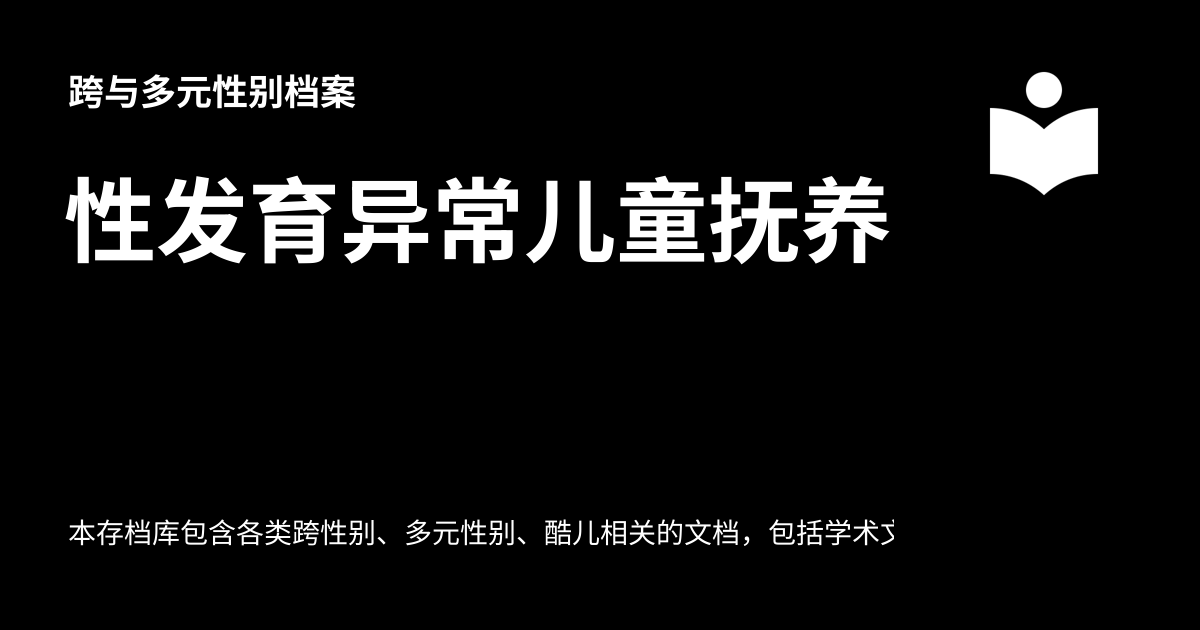 跨与多元性别档案
性发育异常儿童抚养
本存档库包含各类跨性别、多元性别、酷儿相关的文档，包括学术